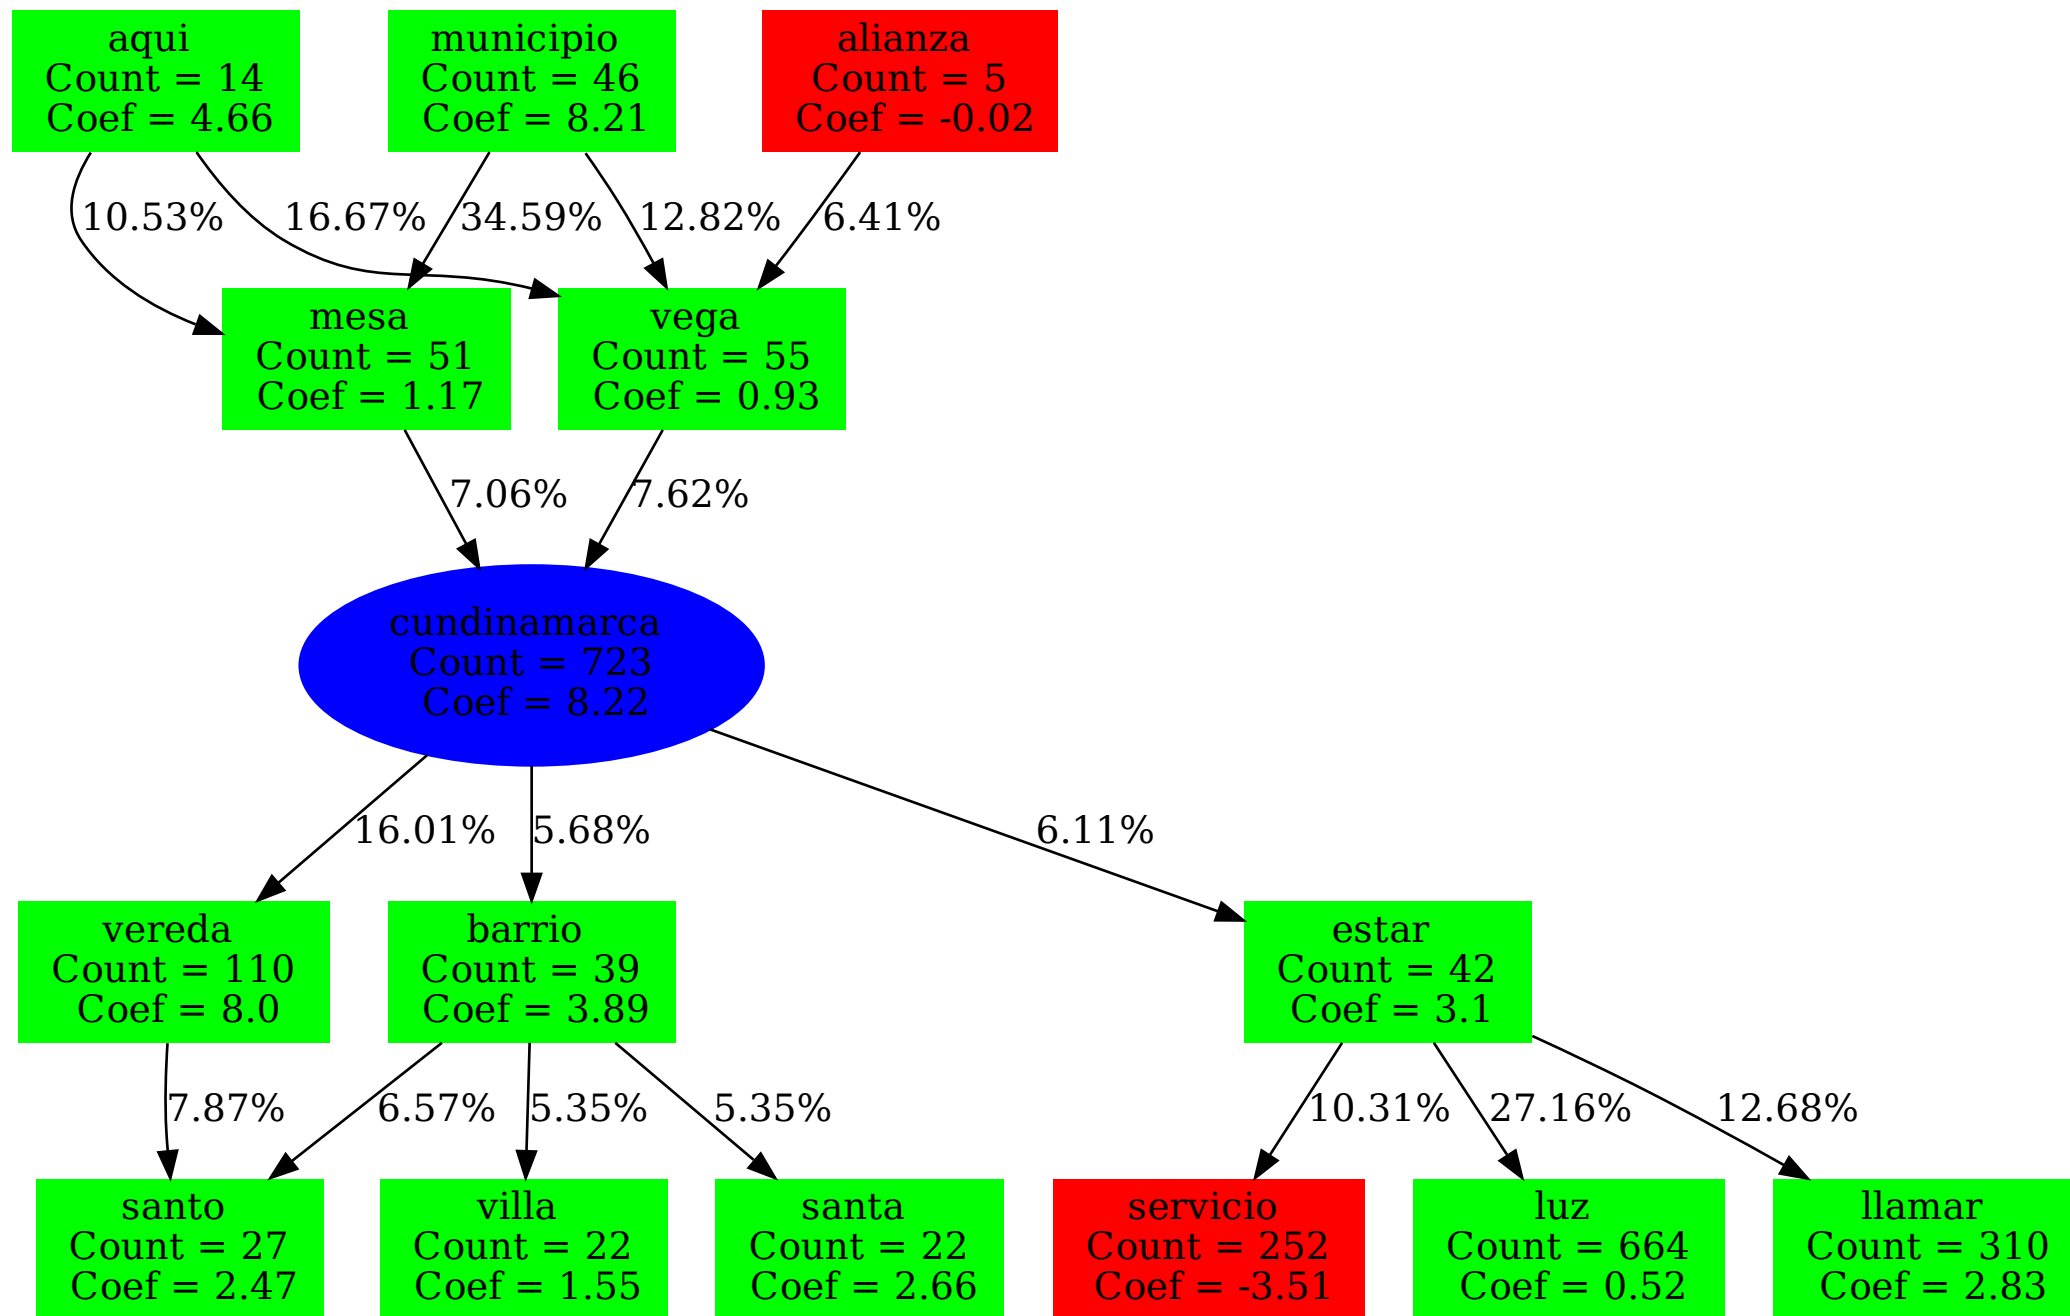 aqui
Count = 14
Coef = 4.66
municipio
Count = 46
Coef = 8.21
alianza
Count = 5
Coef = -0.02
10.53%
16.67%
34.59%
12.82%
6.41%
mesa
Count = 51
Coef = 1.17
vega
Count = 55
Coef = 0.93
7.06%
7.62%
cundinamarca
Count = 723
Coef = 8.22
16.01%
5.68%
6.11%
vereda
Count = 110
Coef = 8.0
barrio
Count = 39
Coef = 3.89
estar
Count = 42
Coef = 3.1
7.87%
6.57%
5.35%
5.35%
10.31%
27.16%
12.68%
santo
Count = 27
Coef = 2.47
villa
Count = 22
Coef = 1.55
santa
Count = 22
Coef = 2.66
servicio
Count = 252
Coef = -3.51
luz
Count = 664
Coef = 0.52
llamar
Count = 310
Coef = 2.83